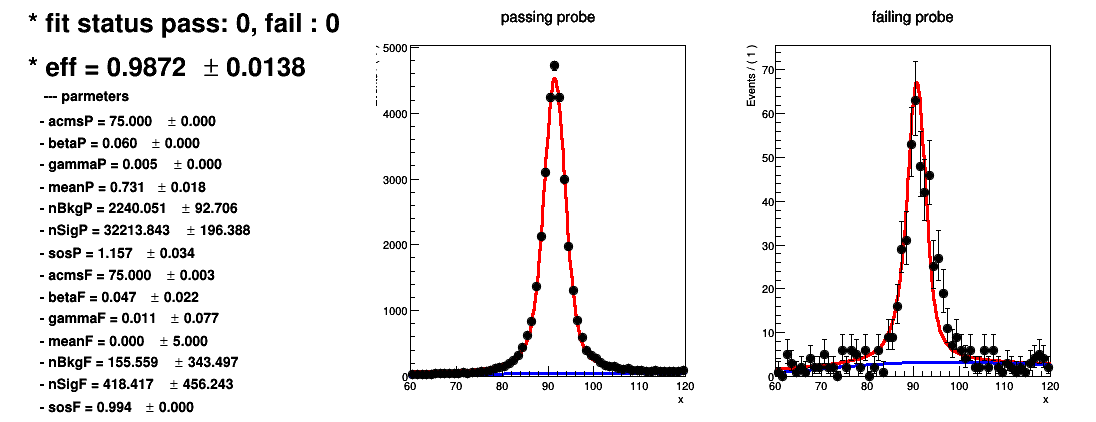 * fit status pass: 0, fail : 0
* eff = 0.9872 ± 0.0138
--- parmeters
- acmsP = 75.000 ± 0.000
- betaP = 0.060 ± 0.000
- gammaP = 0.005 ± 0.000
- meanP = 0.731 ± 0.018
- nBkgP = 2240.051 ± 92.706
- nSigP = 32213.843 ± 196.388
- sosP = 1.157 ± 0.034
- acmsF = 75.000 ± 0.003
- betaF = 0.047 ± 0.022
- gammaF = 0.011 ± 0.077
- meanF = 0.000 ± 5.000
- nBkgF = 155.559 ± 343.497
- nSigF = 418.417 ± 456.243
- sosF = 0.994 ± 0.000
passing probe
5000
4000
3000
2000
1000
0
60 70 80 90 100 110 120
x
failing probe
Events / ( 1 )
70
60
50
40
30
20
10
0
60 70 80 90 100 110 120
x